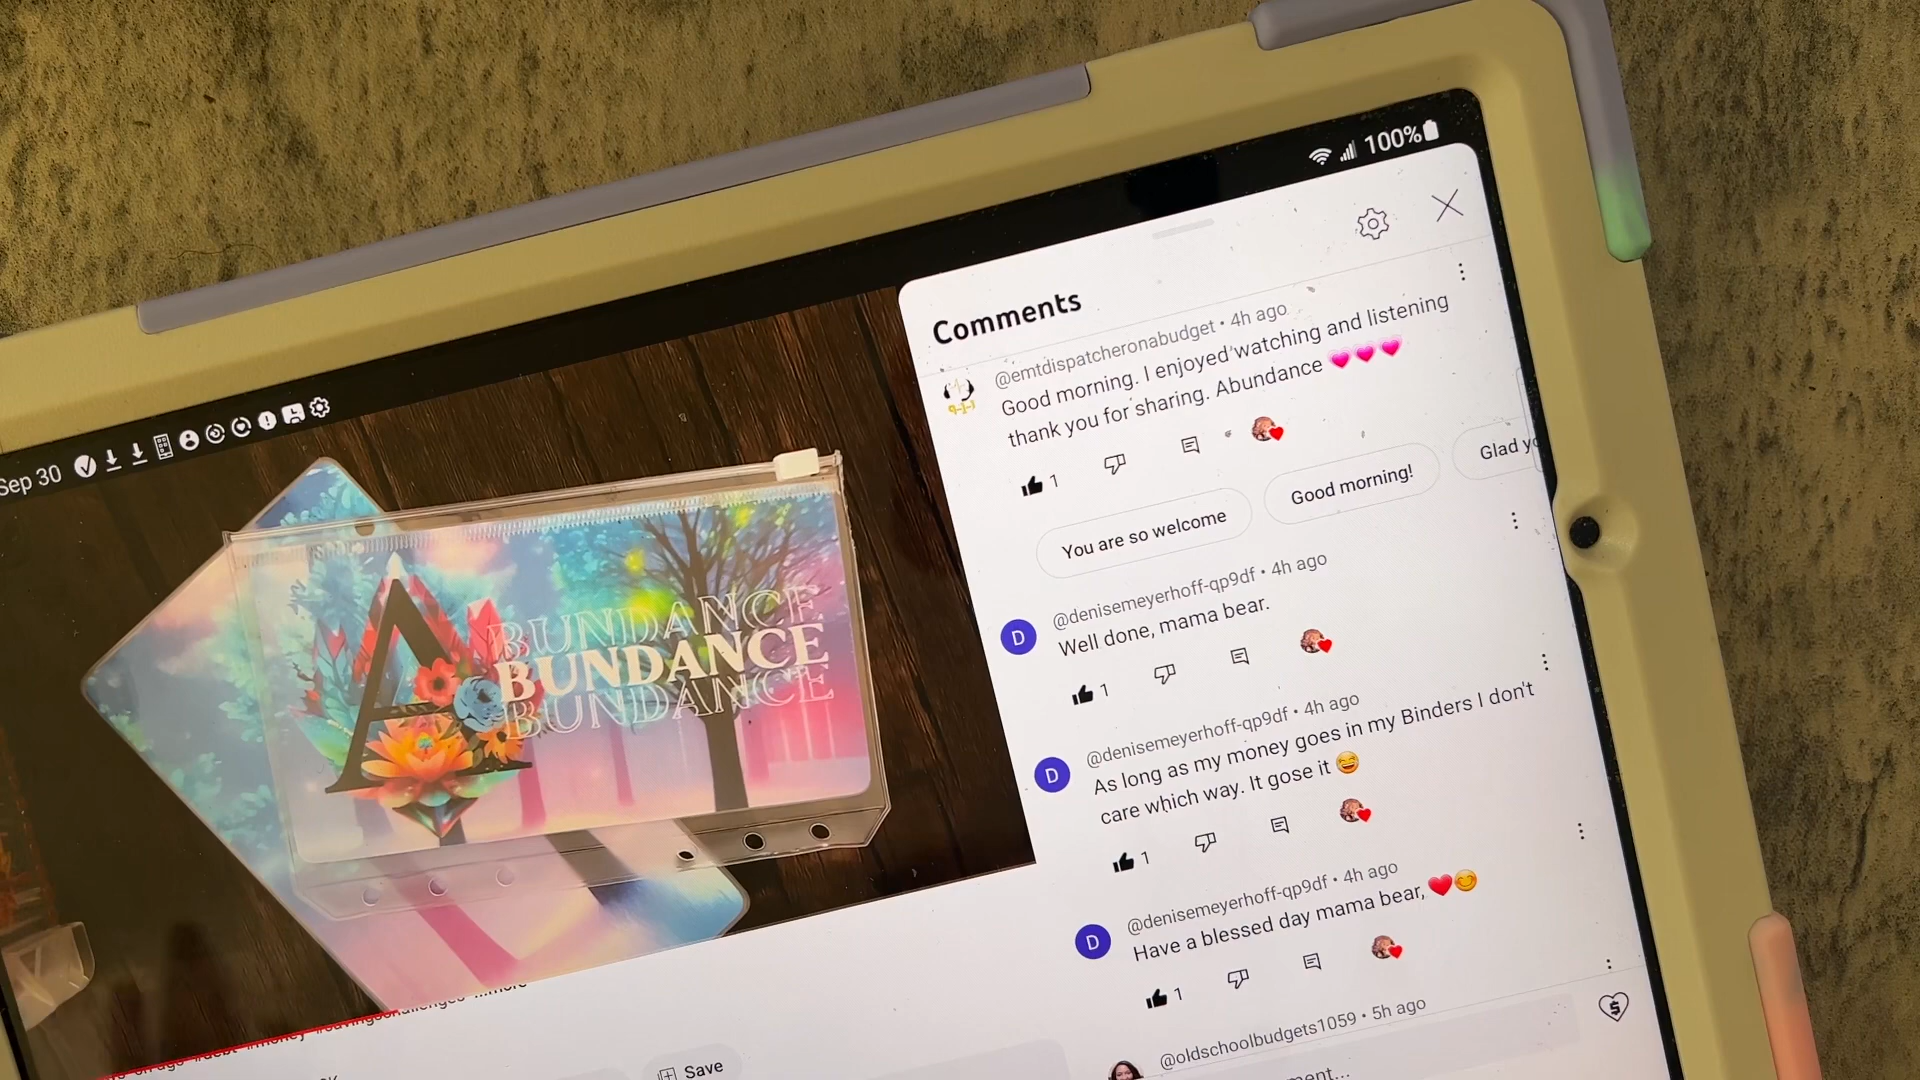 Sep 30
100%
BUNDANCE
A BUNDANCE
BUNDANCE
Save
Comments
@emtdispatcheronabudget • 4h ago
Good morning. I enjoyed watching and listening
thank you for sharing. Abundance 💗💗💗
1
You are so welcome
Good morning!
Glad yo
D
@denisemeyerhoff-qp9df • 4h ago
Well done, mama bear.
1
D
@denisemeyerhoff-qp9df • 4h ago
As long as my money goes in my Binders I don't
care which way. It gose it 😄
1
D
@denisemeyerhoff-qp9df • 4h ago
Have a blessed day mama bear, ❤️😊
1
@oldschoolbudgets1059 • 5h ago